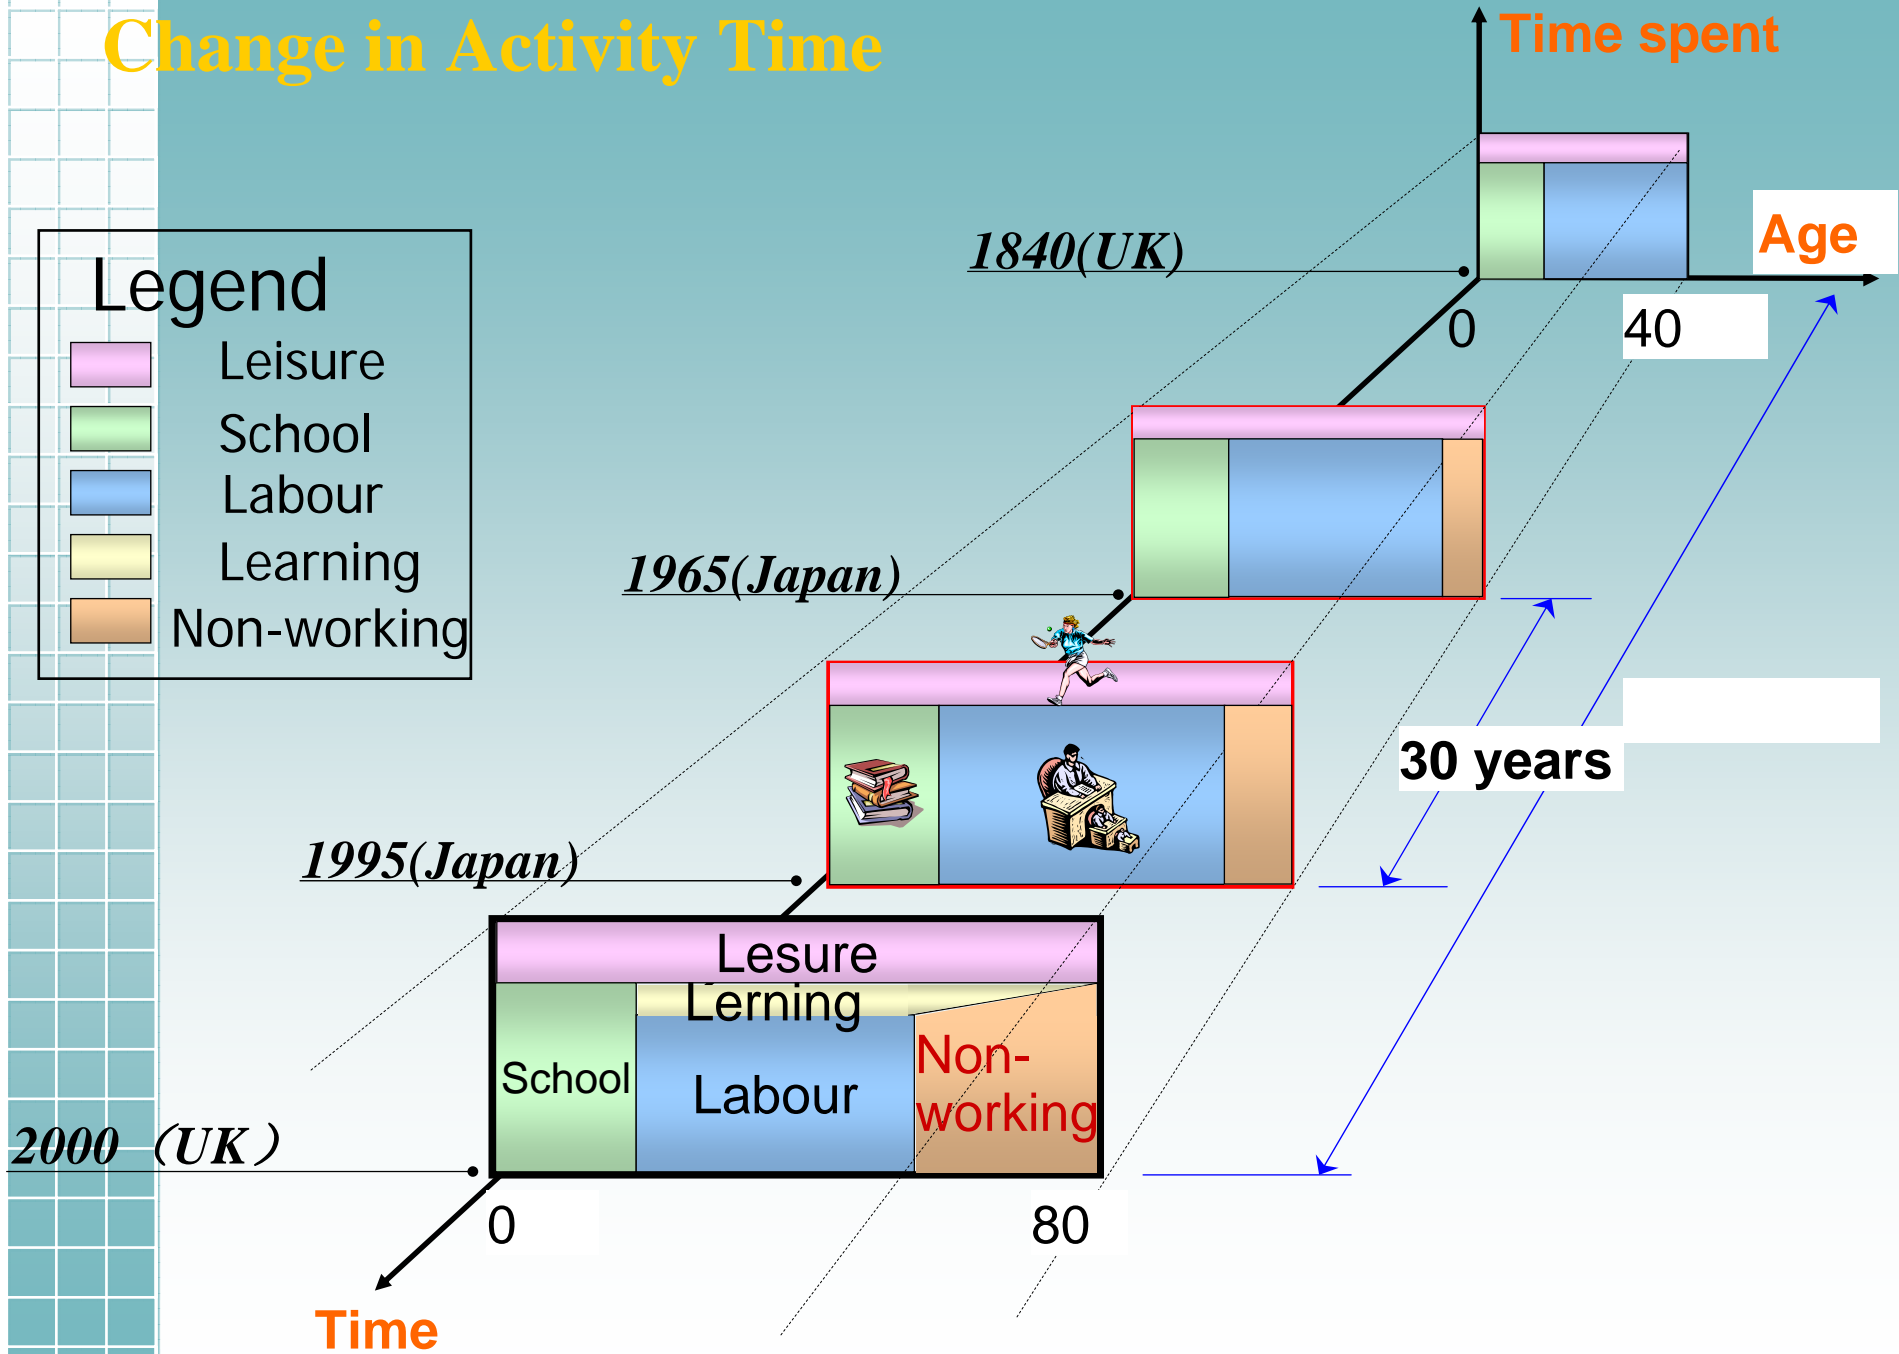 Change in Activity Time
Time spent
Age
1840(UK)
0
40
Legend
Leisure
School
Labour
Learning
Non-working
1965(Japan)
30 years
1995(Japan)
Lesure
Lerning
School
Labour
Non-
working
2000 （UK）
0
80
Time